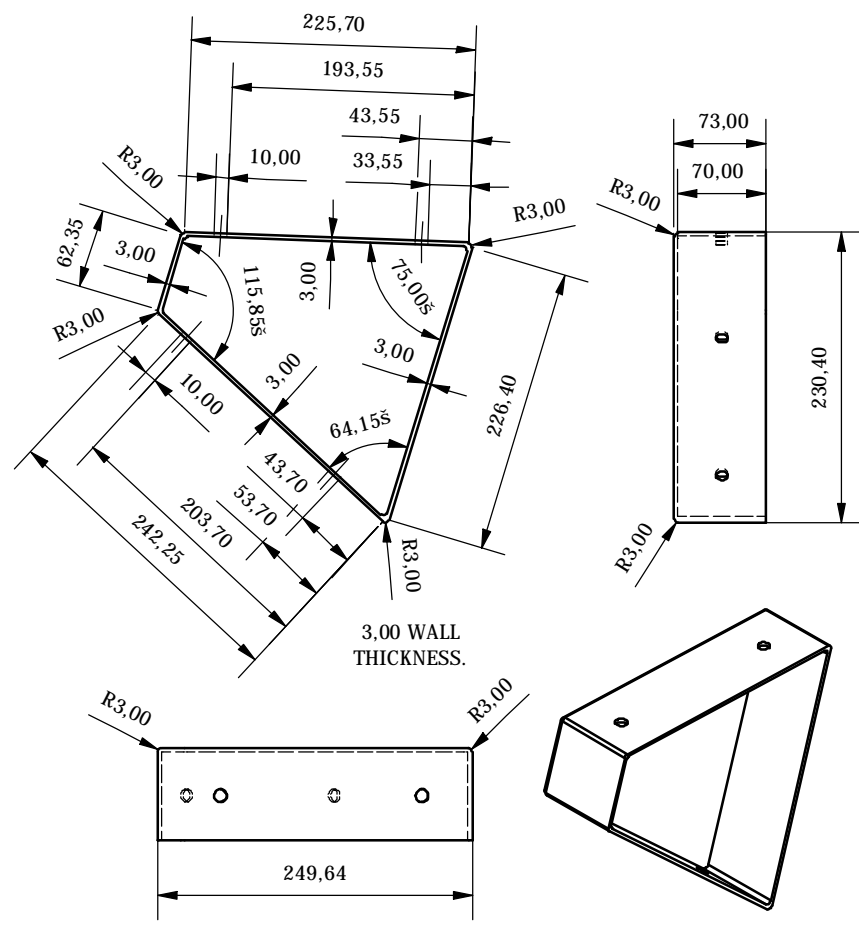 225,70
193,55
43,55
10,00
33,55
R3,00
R3,00
62,35
3,00
115,85š
3,00
75,00š
R3,00
3,00
10,00
3,00
226,40
64,15š
43,70
53,70
203,70
242,25
R3,00
3,00 WALL
THICKNESS.
73,00
70,00
R3,00
230,40
R3,00
R3,00
R3,00
249,64